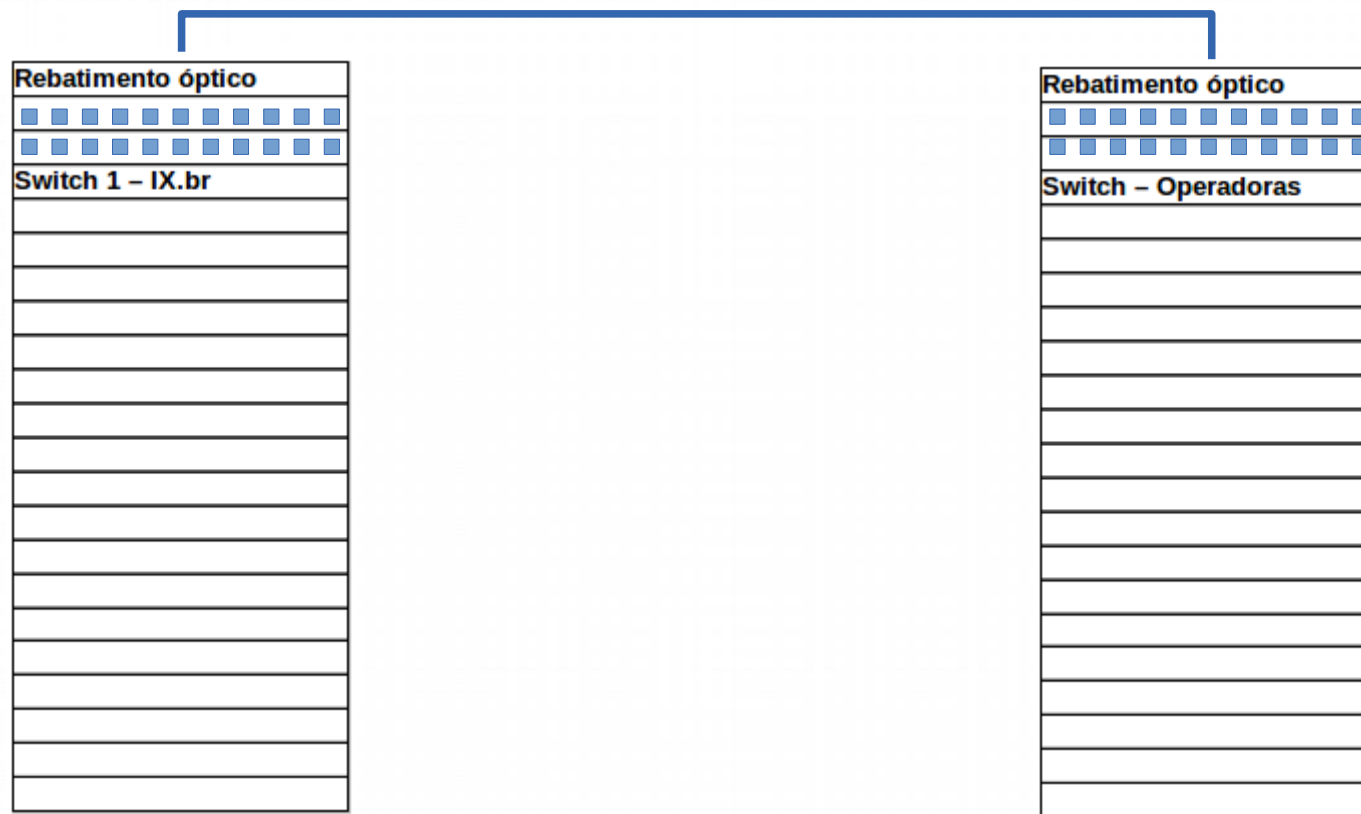 Rebatimento óptico
Switch 1 – IX.br
Rebatimento óptico
Switch – Operadoras